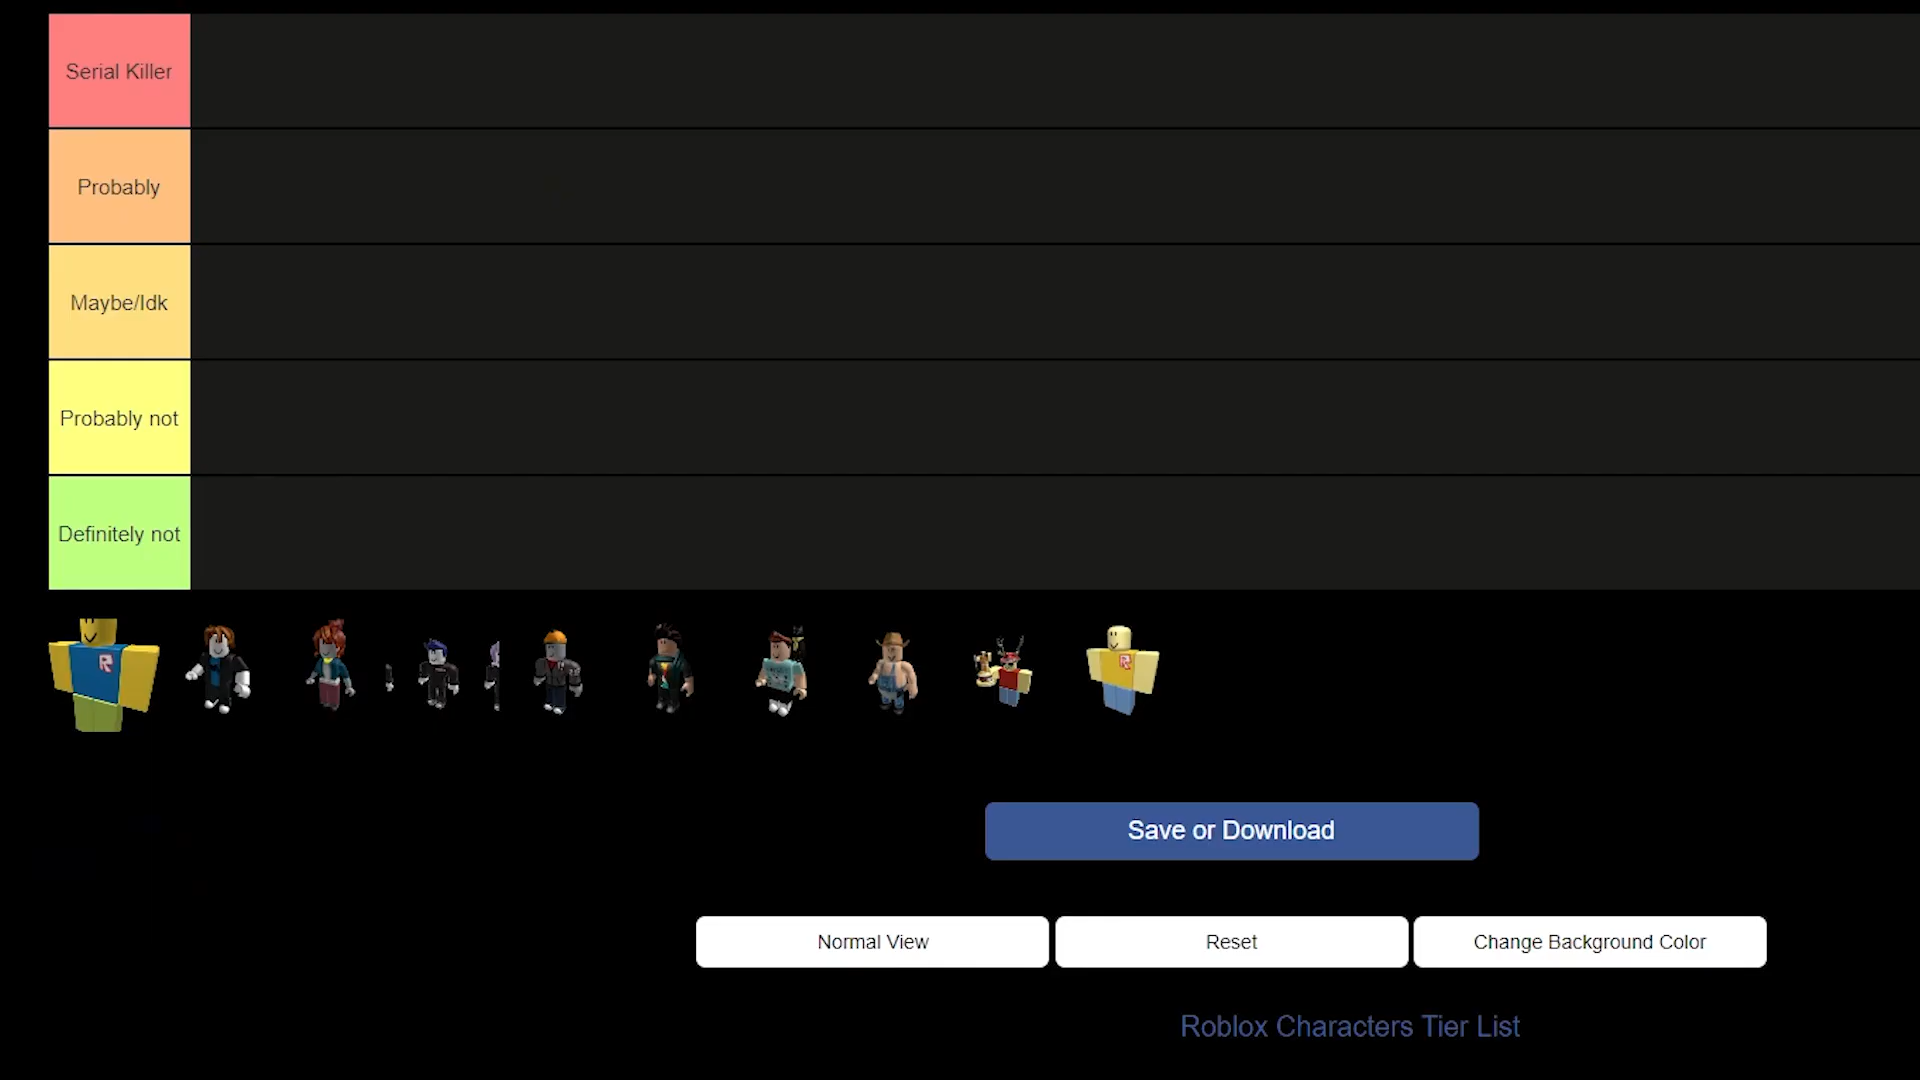 Serial Killer
Probably
Maybe/Idk
Probably not
Definitely not
R
R
Save or Download
Normal View
Reset
Change Background Color
Roblox Characters Tier List